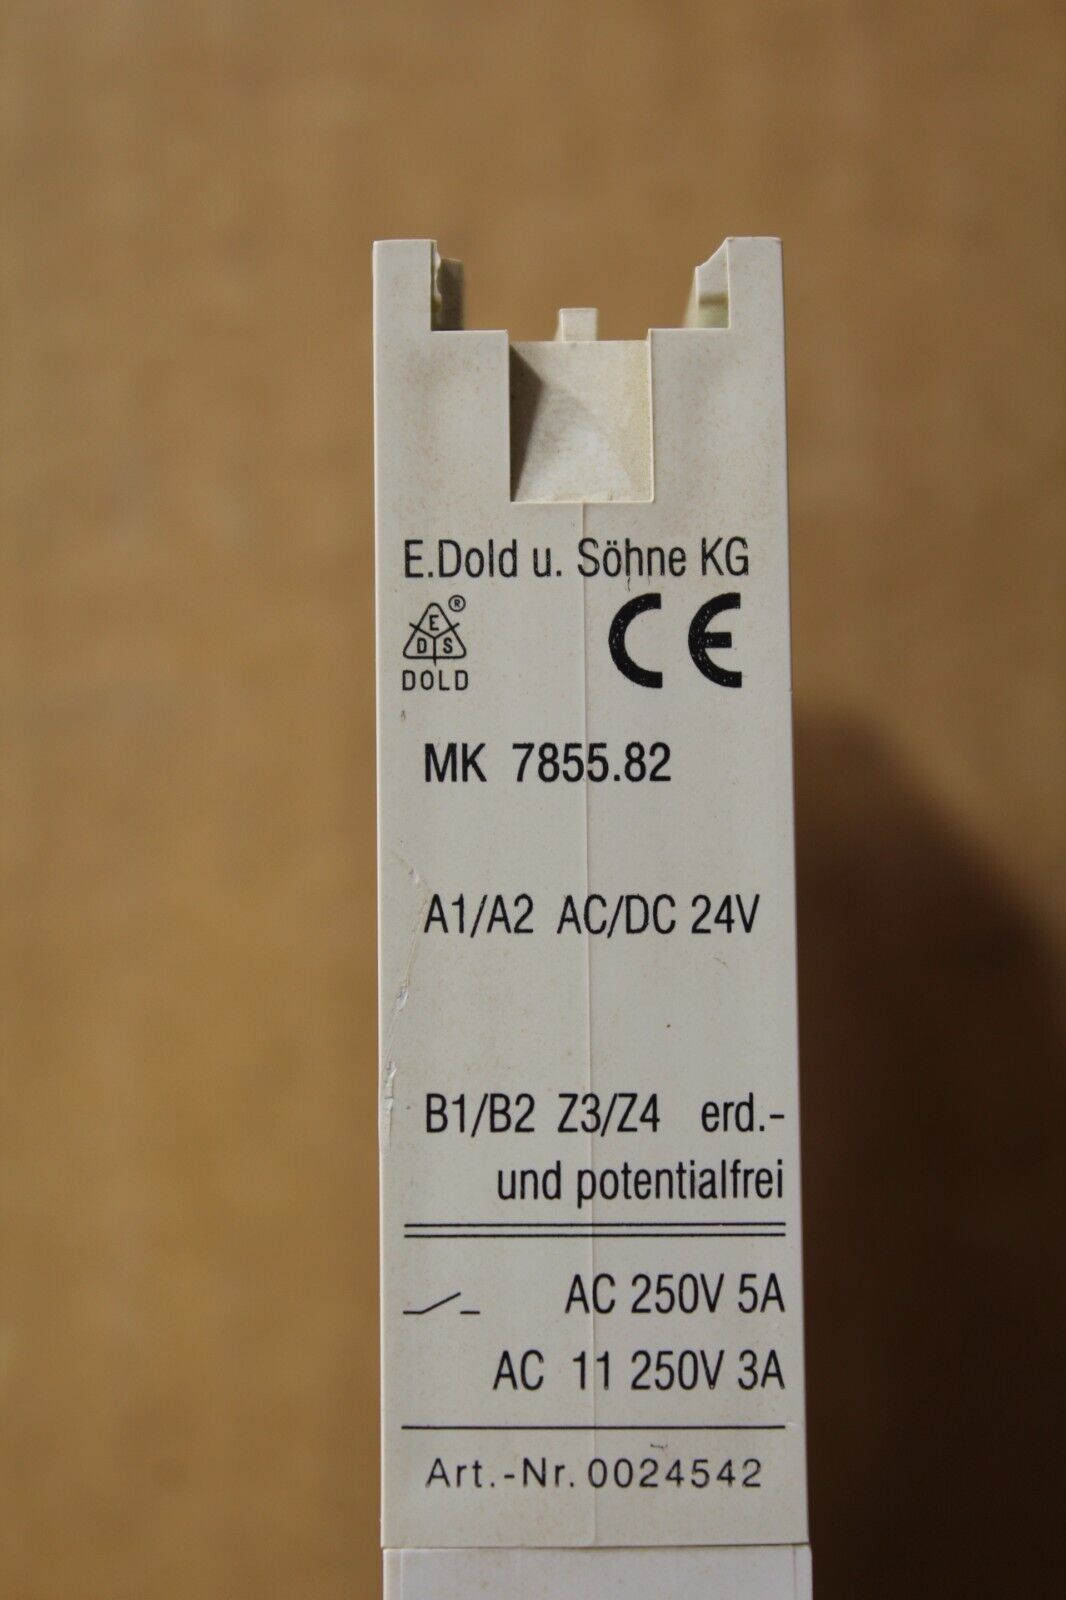 E.Dold u. Söhne KG
®
E
D S
DOLD
CE
MK 7855.82
A1/A2 AC/DC 24V
B1/B2 Z3/Z4 erd.-
und potentialfrei
AC 250V 5A
AC 11 250V 3A
Art.-Nr. 0024542